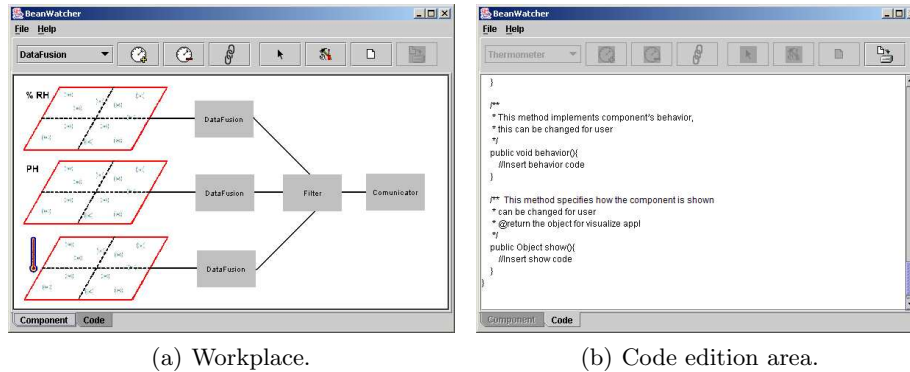 BeanWatcher
File Help
DataFusion
% RH
DataFusion
PH
DataFusion
Filter
Comunicator
DataFusion
Component Code
(a) Workplace.
BeanWatcher
File Help
Thermometer
}
/**
* This method implements component's behavior,
* this can be changed for user
*/
public void behavior(){
//Insert behavior code
}
/** This method specifies how the component is shown
* can be changed for user
* @return the object for visualize appl
*/
public Object show(){
//Insert show code
}
}
Component Code
(b) Code edition area.